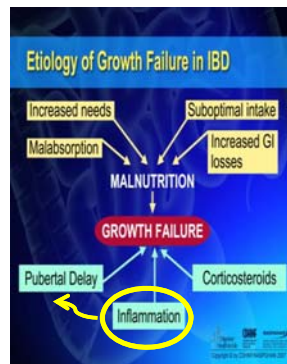 Etiology of Growth Failure in IBD
Increased needs
Suboptimal intake
Malabsorption
Increased GI
losses
MALNUTRITION
GROWTH FAILURE
Pubertal Delay
Corticosteroids
Inflammation